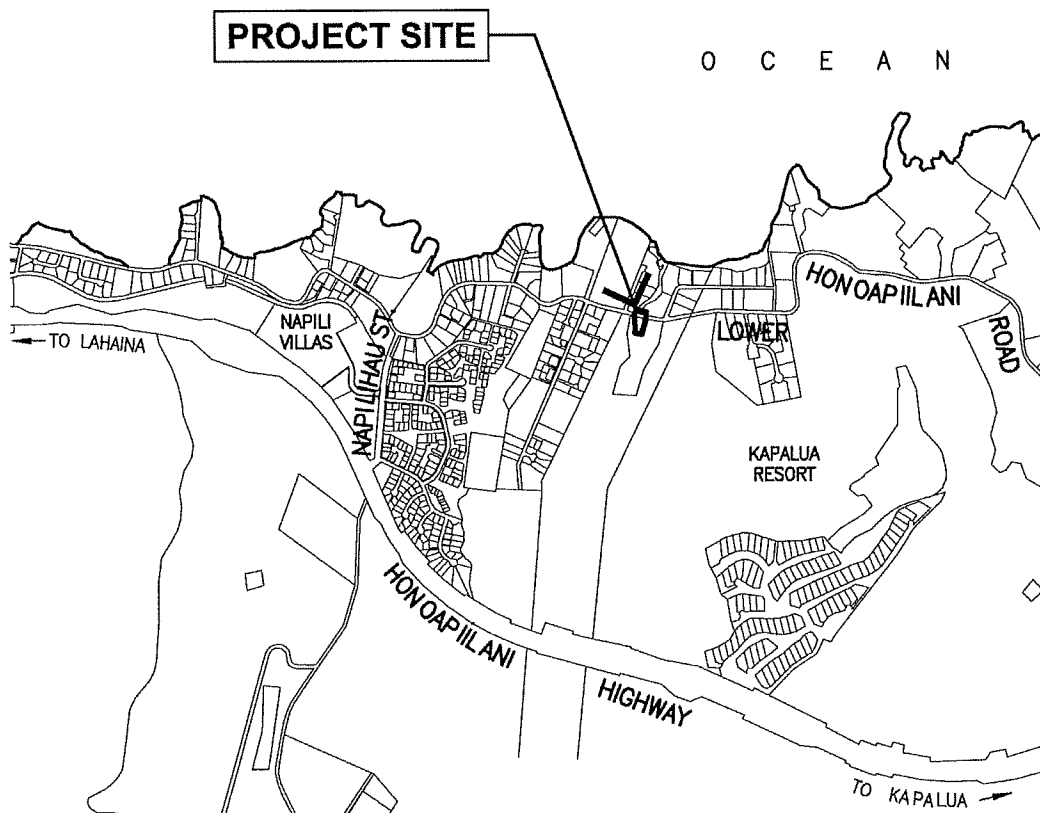 PROJECT SITE
O C E A N
HONOAPIILANI
LOWER
ROAD
NAPILI
VILLAS
← TO LAHAINA
NAPILIHAU ST.
KAPALUA
RESORT
HONOAPIILANI
HIGHWAY
TO KAPALUA →